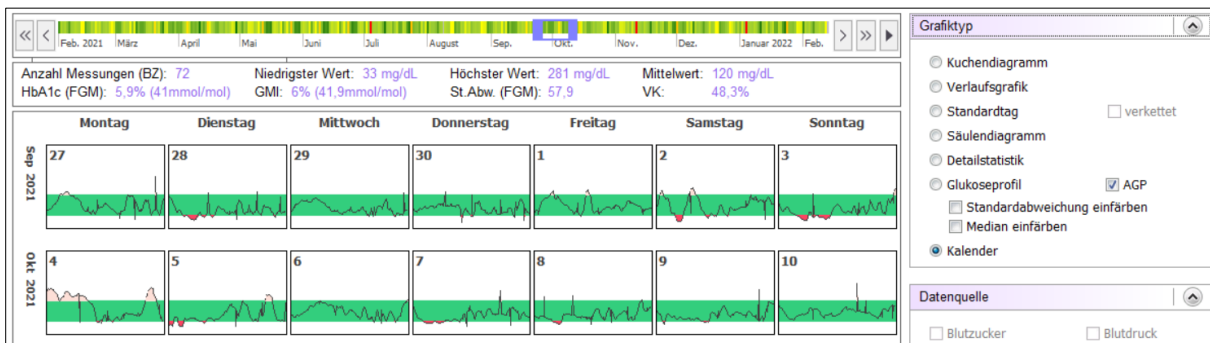 Feb. 2021 März April Mai Juni Juli August Sep. Okt. Nov. Dez. Januar 2022 Feb.
Anzahl Messungen (BZ): 72 Niedrigster Wert: 33 mg/dL Höchster Wert: 281 mg/dL Mittelwert: 120 mg/dL
HbA1c (FGM): 5,9% (41mmol/mol) GMI: 6% (41,9mmol/mol) St.Abw. (FGM): 57,9 VK: 48,3%
Montag Dienstag Mittwoch Donnerstag Freitag Samstag Sonntag
Sep 2021
27 28 29 30 1 2 3
Okt 2021
4 5 6 7 8 9 10
Grafiktyp
Kuchendiagramm
Verlaufsgrafik
Standardtag verkettet
Säulendiagramm
Detailstatistik
Glukoseprofil AGP
Standardabweichung einfärben
Median einfärben
Kalender
Datenquelle
Blutzucker Blutdruck